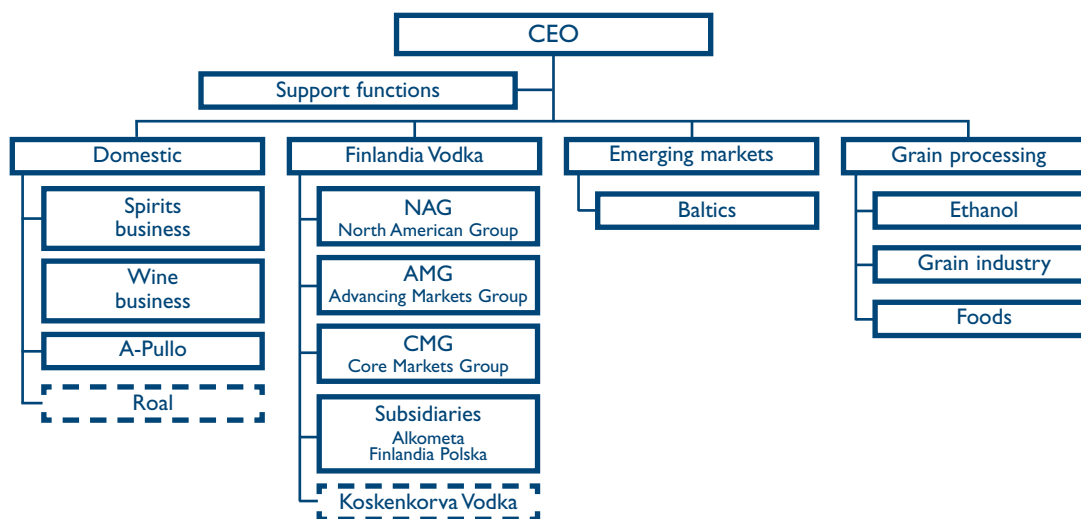 CEO
Support functions
Domestic
Spirits
business
Wine
business
A-Pullo
Roal
Finlandia Vodka
NAG
North American Group
AMG
Advancing Markets Group
CMG
Core Markets Group
Subsidiaries
Alkometa
Finlandia Polska
Koskenkorva Vodka
Emerging markets
Baltics
Grain processing
Ethanol
Grain industry
Foods